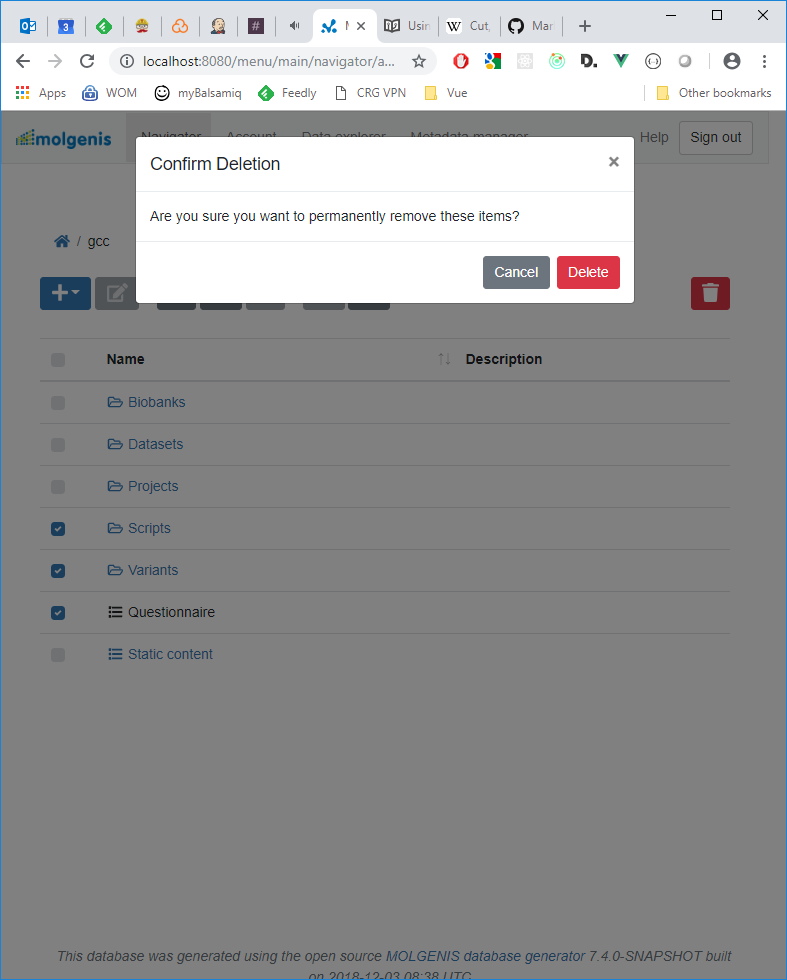 3
#
Usin
W Cut,
Mar
localhost:8080/menu/main/navigator/a...
D.
Apps WOM myBalsamiq Feedly CRG VPN Vue Other bookmarks
molgenis Navigator Account Data explorer Metadata manager Help Sign out
Confirm Deletion ×
Are you sure you want to permanently remove these items?
Cancel Delete
/ gcc
Name Description
Biobanks
Datasets
Projects
Scripts
Variants
Questionnaire
Static content
This database was generated using the open source MOLGENIS database generator 7.4.0-SNAPSHOT built
on 2018-12-03 08:38 UTC